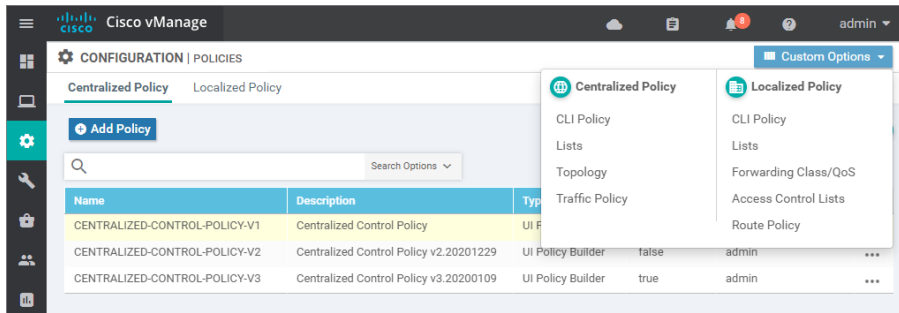 CISCO Cisco vManage 8 ? admin
CONFIGURATION | POLICIES Custom Options
Centralized Policy Localized Policy
Centralized Policy Localized Policy
CLI Policy CLI Policy
Add Policy
Lists Lists
Search Options
Topology Forwarding Class/QoS
Traffic Policy Access Control Lists
Route Policy
Name Description
CENTRALIZED-CONTROL-POLICY-V1 Centralized Control Policy
CENTRALIZED-CONTROL-POLICY-V2 Centralized Control Policy v2.20201229 UI Policy Builder false admin
CENTRALIZED-CONTROL-POLICY-V3 Centralized Control Policy v3.20200109 UI Policy Builder true admin